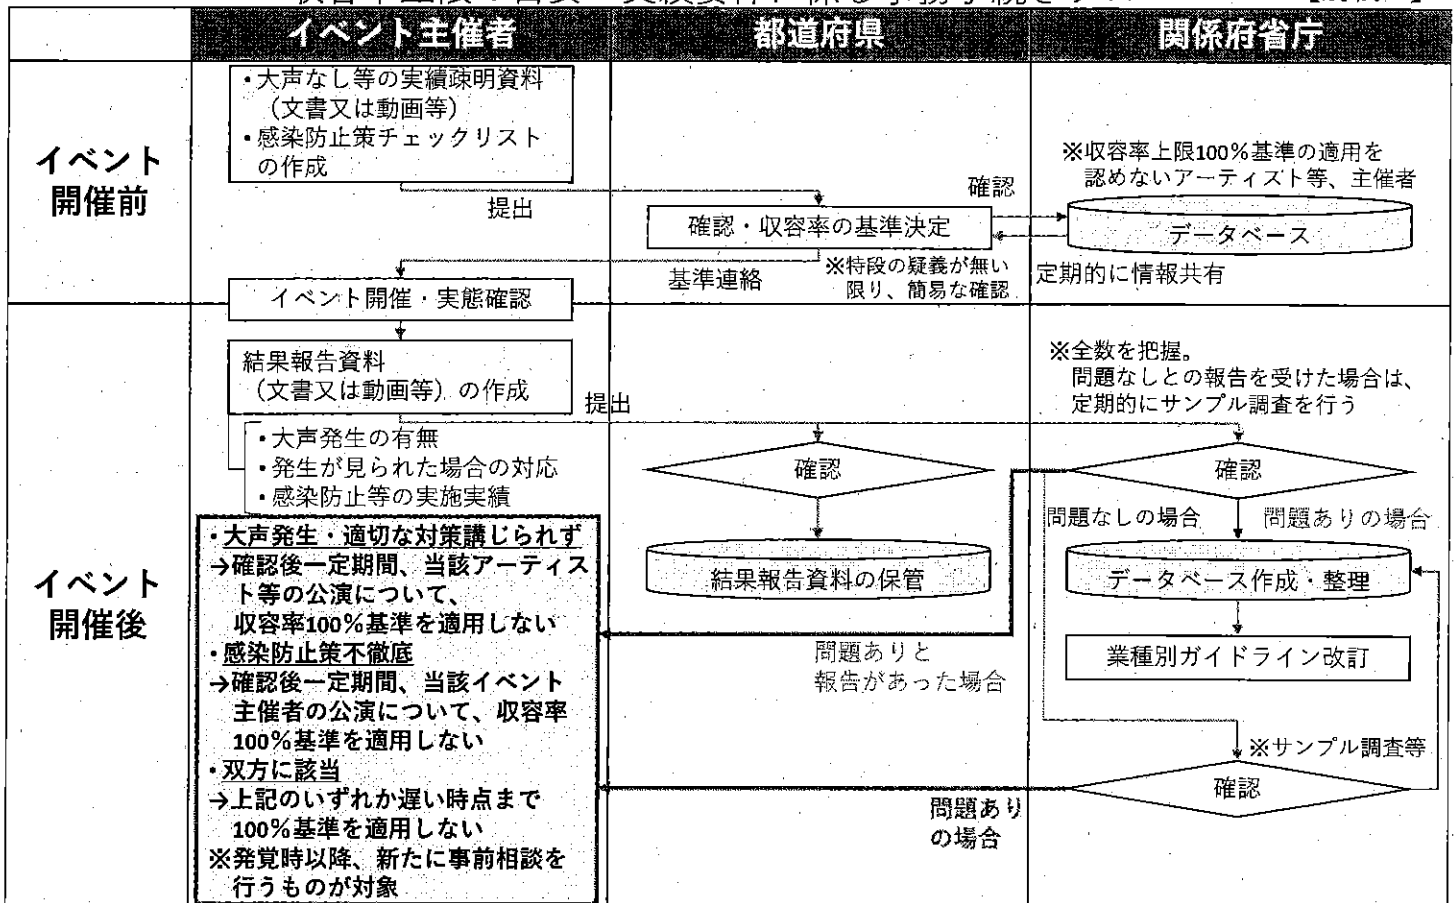 イベント主催者
都道府県
関係府省庁
イベント
開催前
・大声なし等の実績疎明資料
（文書又は動画等）
・感染防止策チェックリスト
の作成
提出
確認・収容率の基準決定
確認
※収容率上限100％基準の適用を
認めないアーティスト等、主催者
データベース
定期的に情報共有
※特段の疑義が無い
限り、簡易な確認
基準連絡
イベント開催・実態確認
イベント
開催後
結果報告資料
（文書又は動画等）の作成
提出
・大声発生の有無
・発生が見られた場合の対応
・感染防止等の実施実績
・大声発生・適切な対策講じられず
→確認後一定期間、当該アーティス
ト等の公演について、
収容率100％基準を適用しない
・感染防止策不徹底
→確認後一定期間、当該イベント
主催者の公演について、収容率
100％基準を適用しない
・双方に該当
→上記のいずれか遅い時点まで
100％基準を適用しない
※発覚時以降、新たに事前相談を
行うものが対象
確認
結果報告資料の保管
問題ありと
報告があった場合
※全数を把握。
問題なしとの報告を受けた場合は、
定期的にサンプル調査を行う
確認
問題なしの場合
問題ありの場合
データベース作成・整理
業種別ガイドライン改訂
※サンプル調査等
確認
問題あり
の場合